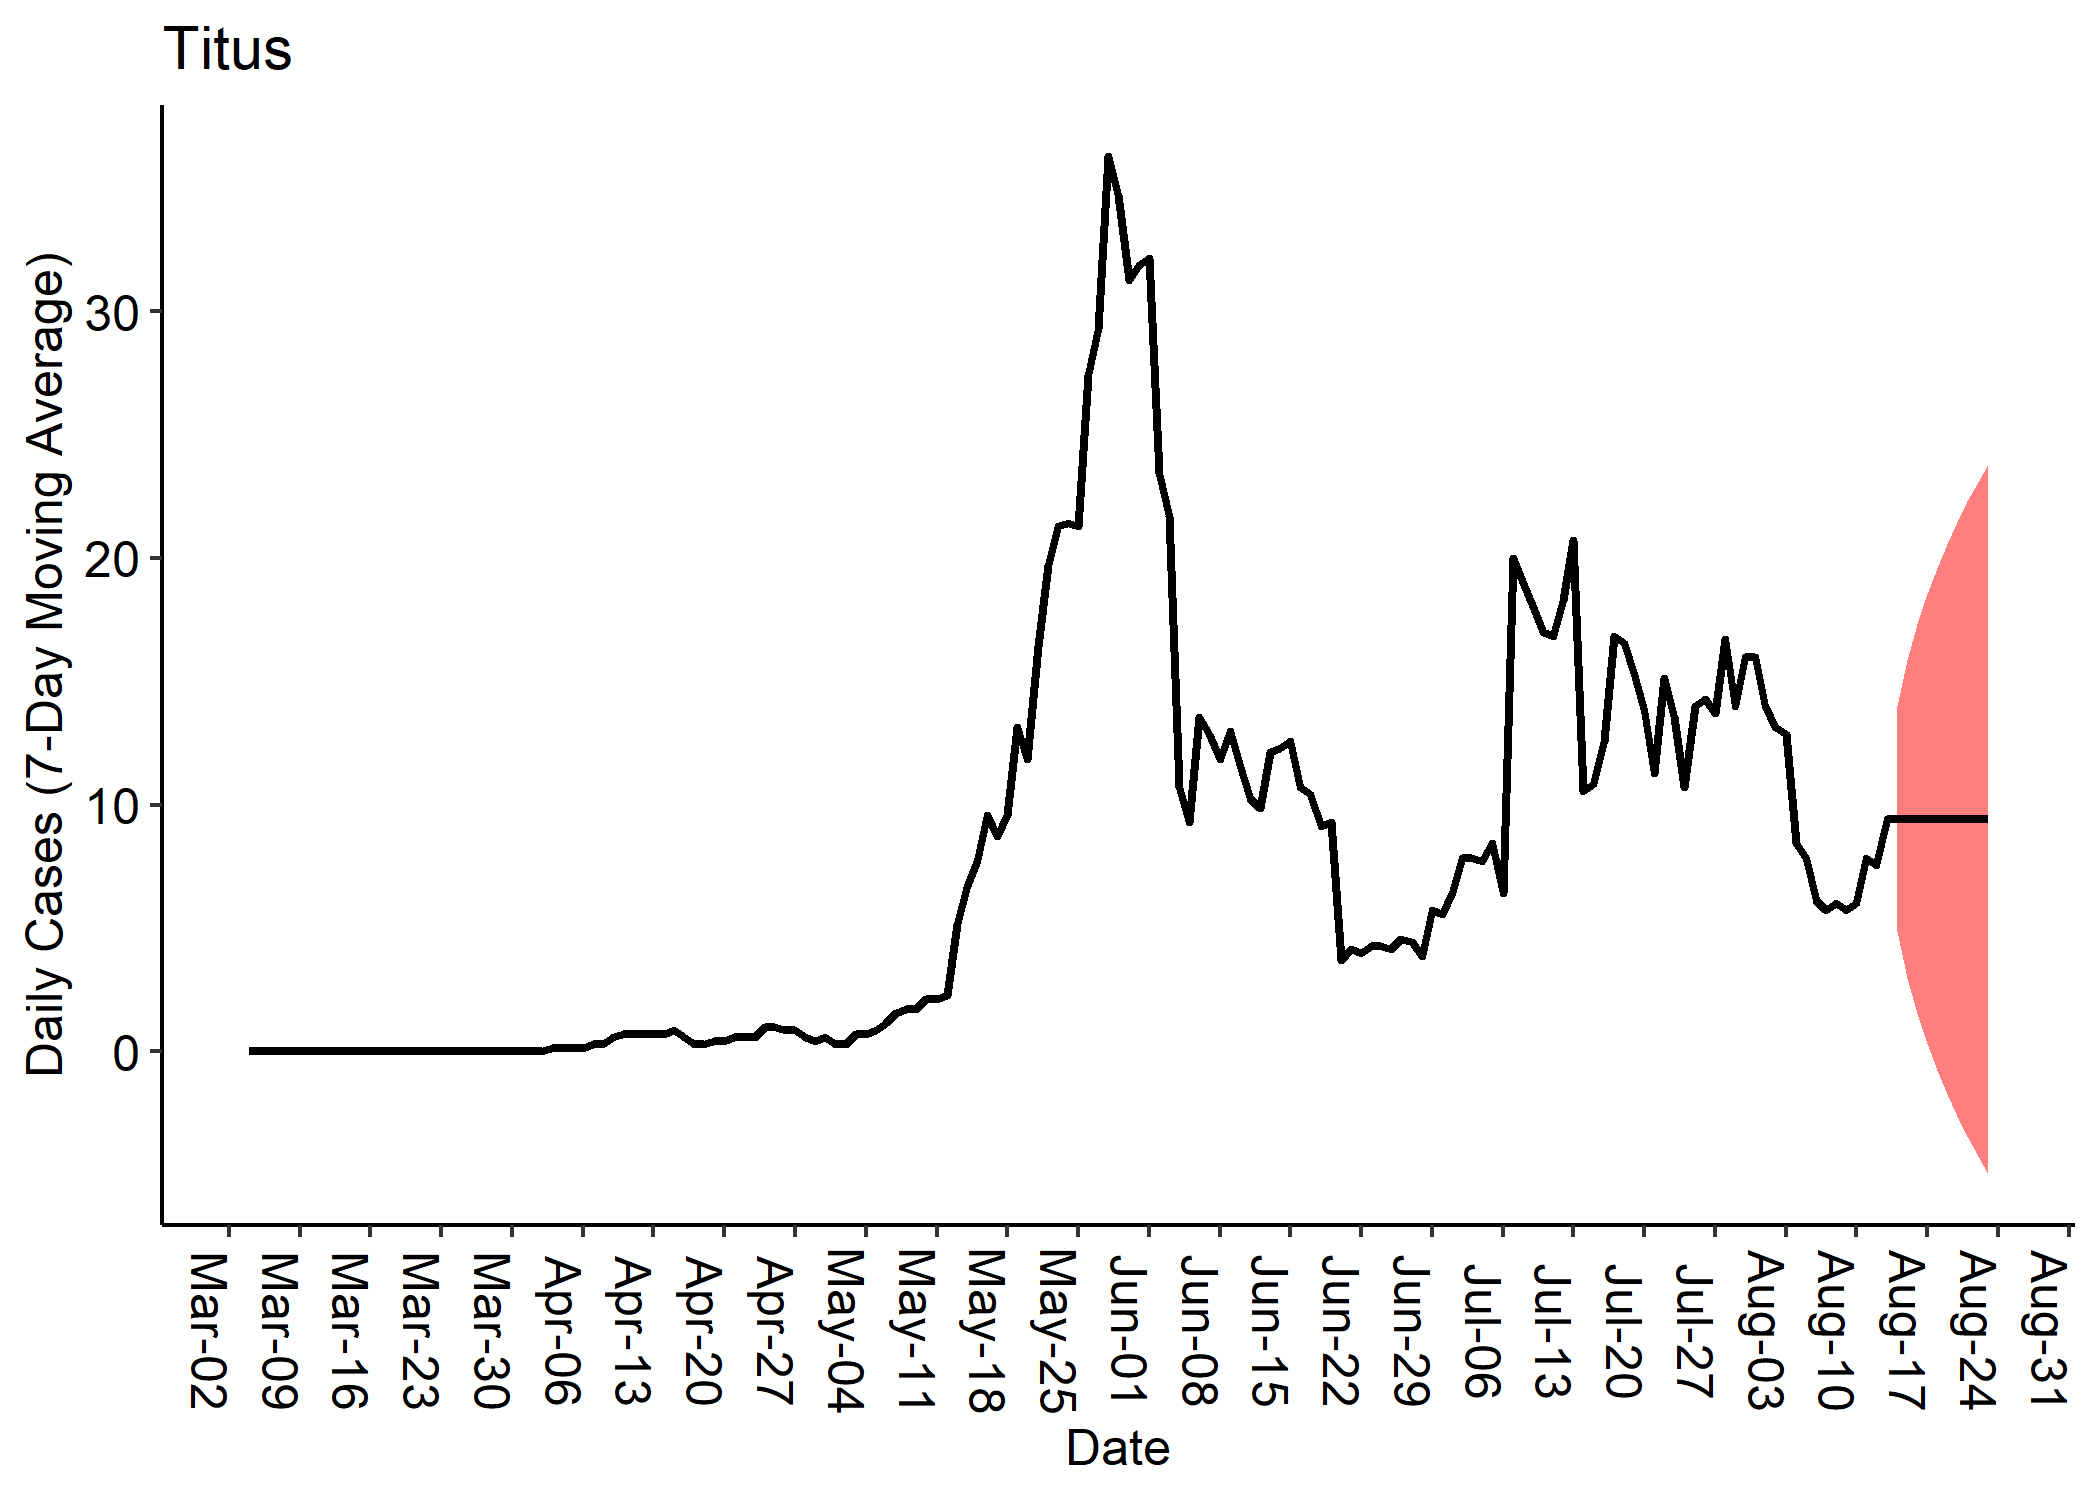 Titus
Daily Cases (7-Day Moving Average)
30
20
10
0
Mar-02
Mar-09
Mar-16
Mar-23
Mar-30
Apr-06
Apr-13
Apr-20
Apr-27
May-04
May-11
May-18
May-25
Jun-01
Jun-08
Jun-15
Jun-22
Jun-29
Jul-06
Jul-13
Jul-20
Jul-27
Aug-03
Aug-10
Aug-17
Aug-24
Aug-31
Date